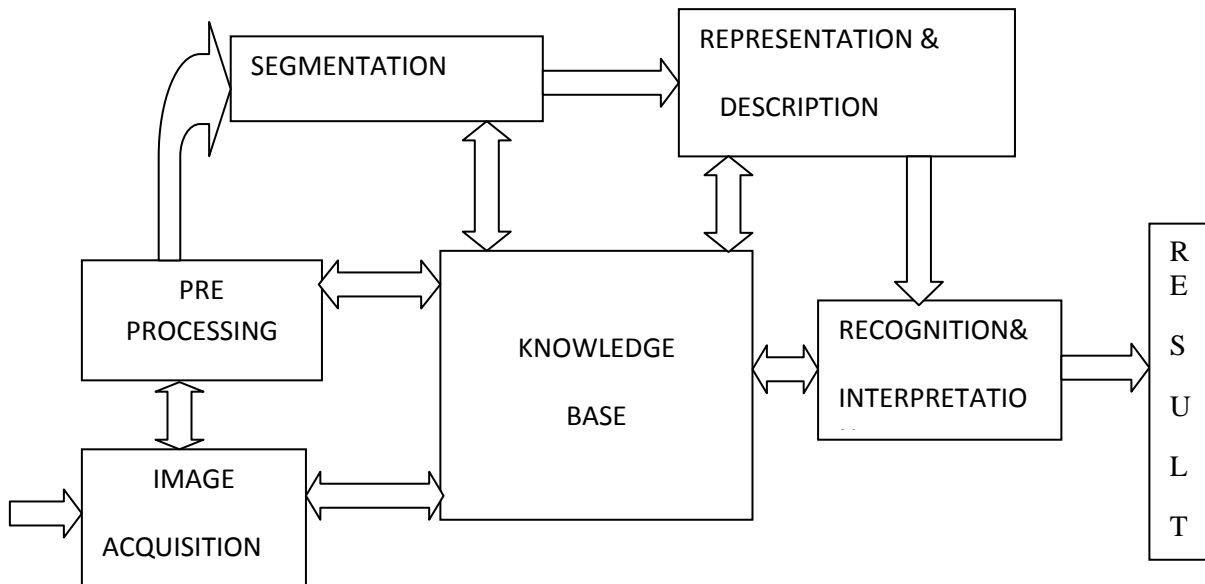 SEGMENTATION
REPRESENTATION &
DESCRIPTION
PRE
PROCESSING
KNOWLEDGE
BASE
RECOGNITION&
INTERPRETATIO
IMAGE
ACQUISITION
R
E
S
U
L
T